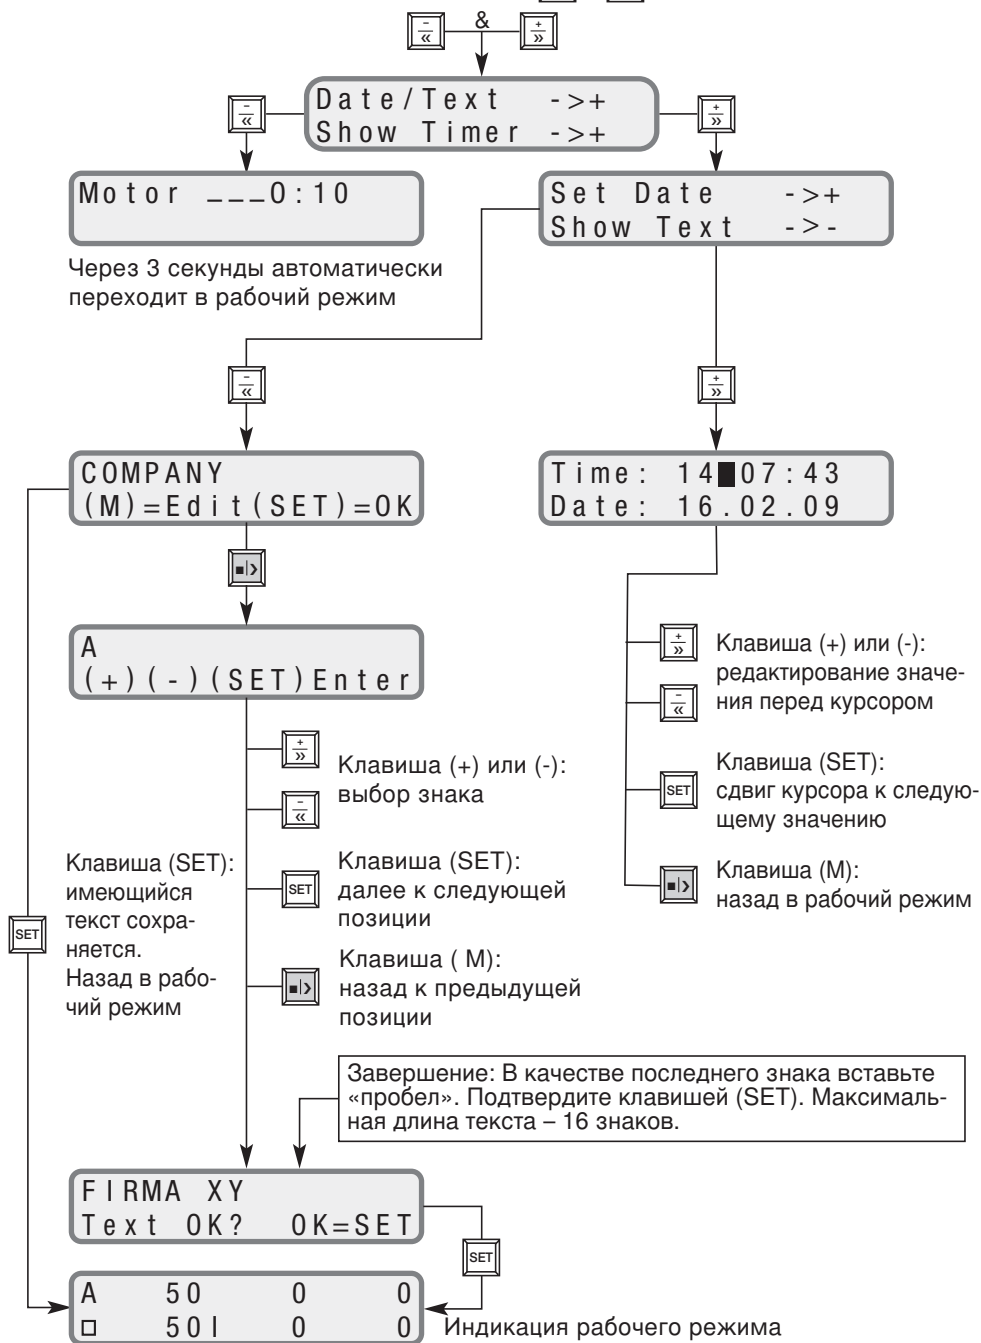 &
Date/Text ->+
Show Timer ->+
Motor ___0:10
Set Date ->+
Show Text ->-
Через 3 секунды автоматически
переходит в рабочий режим
COMPANY
(M)=Edit(SET)=OK
Time: 14■07:43
Date: 16.02.09
A
(+)(-)(SET)Enter
Клавиша (+) или (-):
редактирование значе-
ния перед курсором
Клавиша (+) или (-):
выбор знака
SET
Клавиша (SET):
сдвиг курсора к следую-
щему значению
Клавиша (SET):
имеющийся
текст сохра-
няется.
Назад в рабо-
чий режим
SET
SET
Клавиша (SET):
далее к следующей
позиции
Клавиша (M):
назад в рабочий режим
Клавиша ( M):
назад к предыдущей
позиции
Завершение: В качестве последнего знака вставьте
«пробел». Подтвердите клавишей (SET). Максималь-
ная длина текста – 16 знаков.
FIRMA XY
Text OK? OK=SET
SET
A 50 0 0
□ 50l 0 0
Индикация рабочего режима